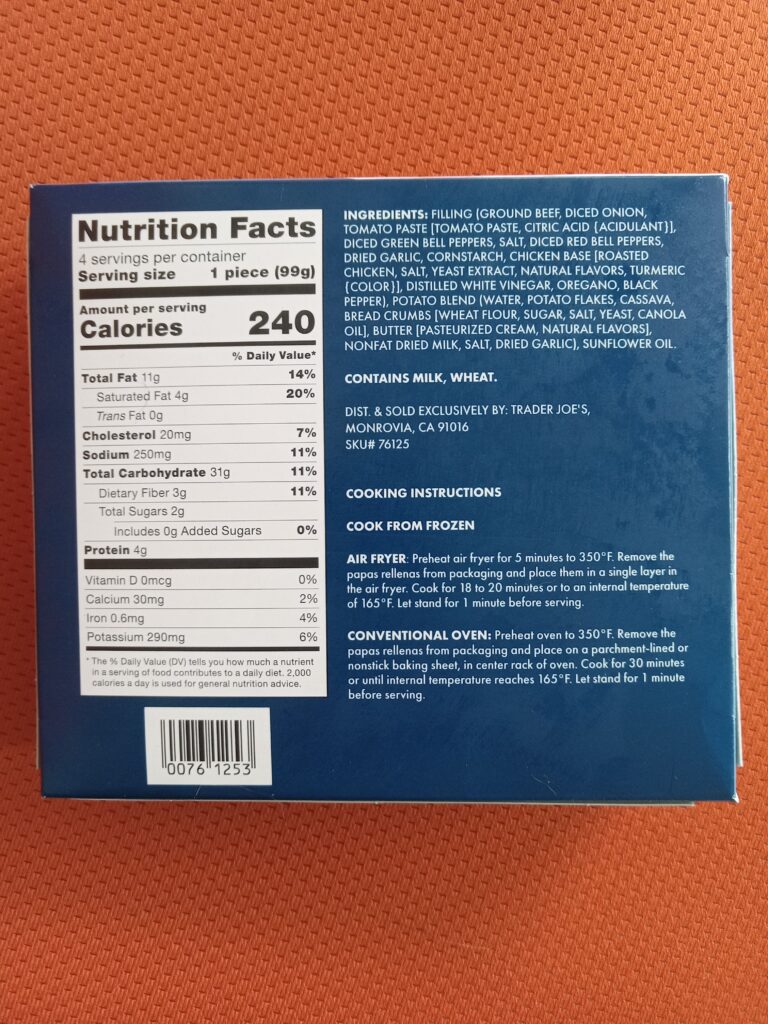 Nutrition Facts
4 servings per container
Serving size 1 piece (99g)
Amount per serving
Calories 240
% Daily Value*
Total Fat 11g 14%
Saturated Fat 4g 20%
Trans Fat 0g
Cholesterol 20mg 7%
Sodium 250mg 11%
Total Carbohydrate 31g 11%
Dietary Fiber 3g 11%
Total Sugars 2g
Includes 0g Added Sugars 0%
Protein 4g
Vitamin D 0mcg 0%
Calcium 30mg 2%
Iron 0.6mg 4%
Potassium 290mg 6%
* The % Daily Value (DV) tells you how much a nutrient
in a serving of food contributes to a daily diet. 2,000
calories a day is used for general nutrition advice.
0076 1253
INGREDIENTS: FILLING (GROUND BEEF, DICED ONION,
TOMATO PASTE [TOMATO PASTE, CITRIC ACID {ACIDULANT}],
DICED GREEN BELL PEPPERS, SALT, DICED RED BELL PEPPERS,
DRIED GARLIC, CORNSTARCH, CHICKEN BASE [ROASTED
CHICKEN, SALT, YEAST EXTRACT, NATURAL FLAVORS, TURMERIC
{COLOR}], DISTILLED WHITE VINEGAR, OREGANO, BLACK
PEPPER), POTATO BLEND (WATER, POTATO FLAKES, CASSAVA,
BREAD CRUMBS [WHEAT FLOUR, SUGAR, SALT, YEAST, CANOLA
OIL], BUTTER [PASTEURIZED CREAM, NATURAL FLAVORS],
NONFAT DRIED MILK, SALT, DRIED GARLIC), SUNFLOWER OIL.
CONTAINS MILK, WHEAT.
DIST. & SOLD EXCLUSIVELY BY: TRADER JOE'S,
MONROVIA, CA 91016
SKU# 76125
COOKING INSTRUCTIONS
COOK FROM FROZEN
AIR FRYER: Preheat air fryer for 5 minutes to 350°F. Remove the
papas rellenas from packaging and place them in a single layer in
the air fryer. Cook for 18 to 20 minutes or to an internal temperature
of 165°F. Let stand for 1 minute before serving.
CONVENTIONAL OVEN: Preheat oven to 350°F. Remove the
papas rellenas from packaging and place on a parchment-lined or
nonstick baking sheet, in center rack of oven. Cook for 30 minutes
or until internal temperature reaches 165°F. Let stand for 1 minute
before serving.